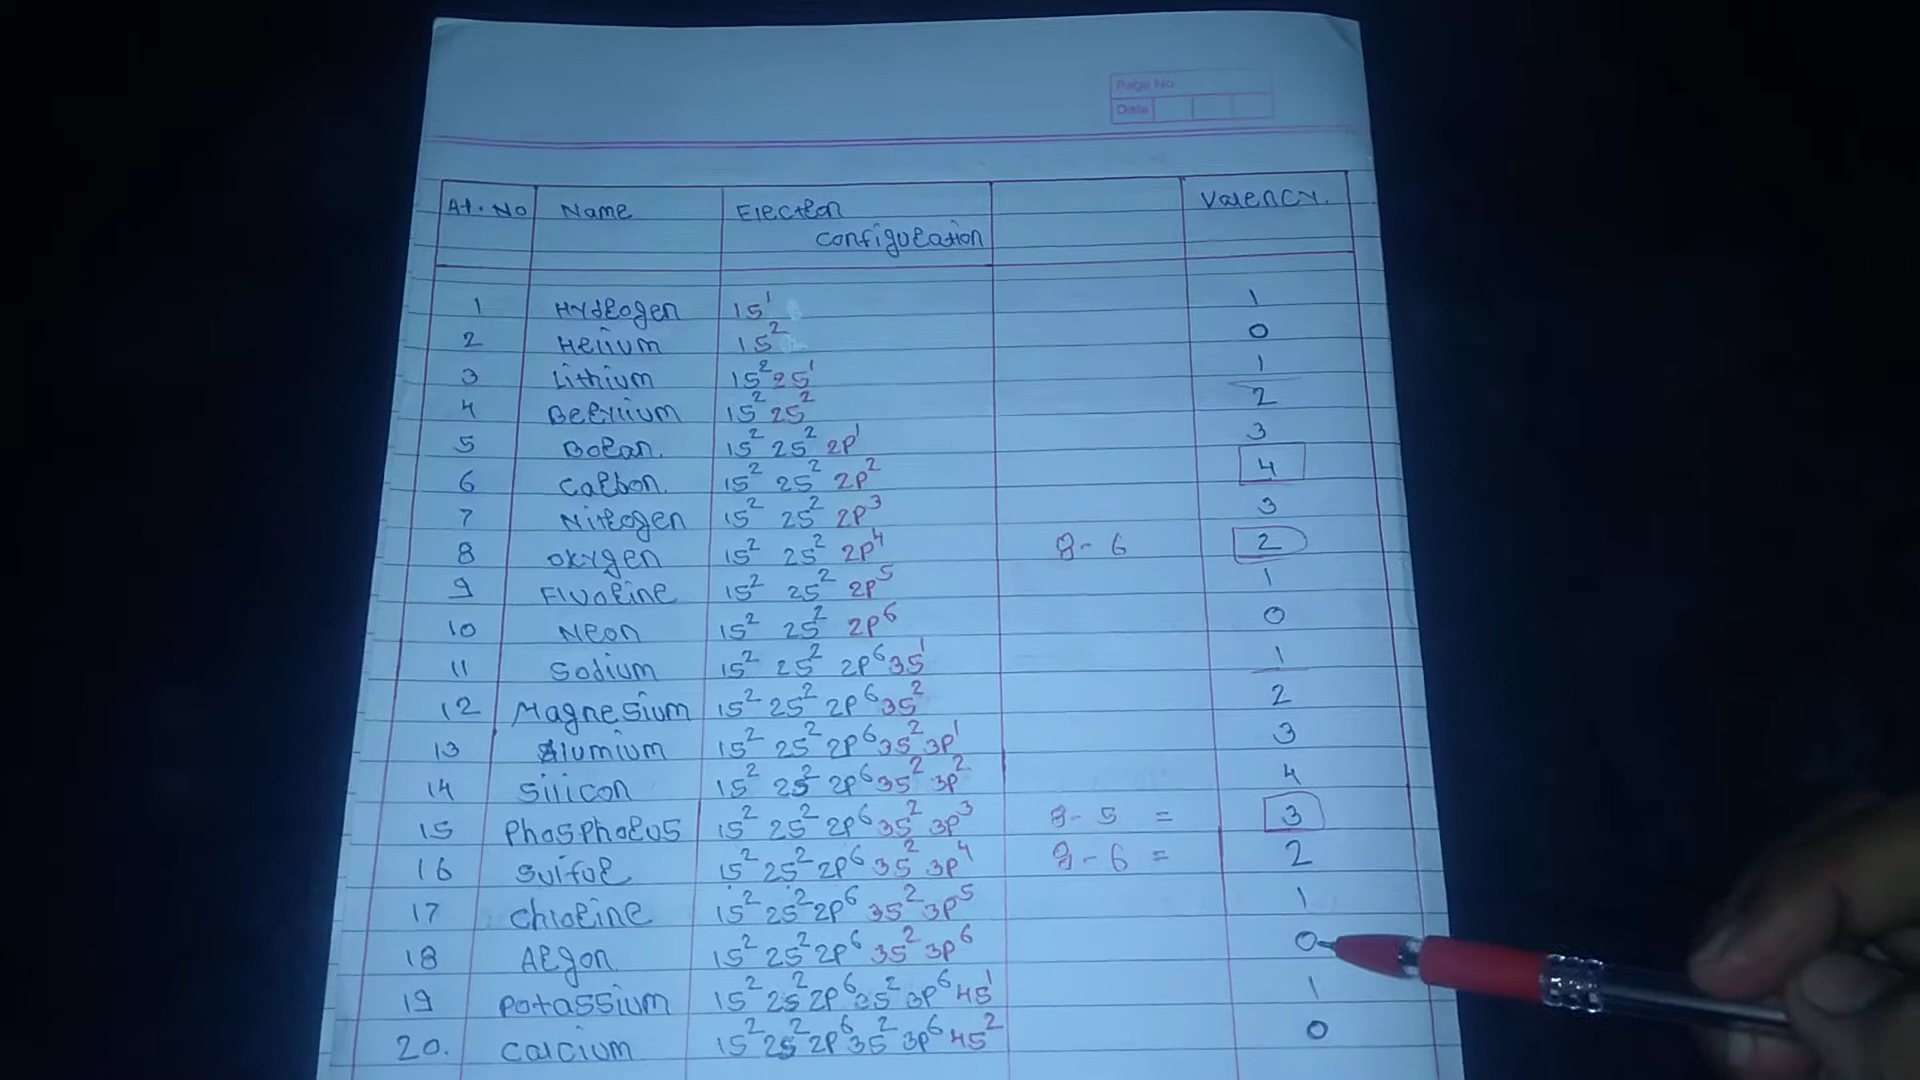 Page No
Date
At. No Name Electron Configuration Valency.
1 Hydrogen 1s¹ 1
2 Helium 1s² 0
3 Lithium 1s² 2s¹ 1
4 Berllium 1s² 2s² 2
5 Boran. 1s² 2s² 2p¹ 3
6 Carbon. 1s² 2s² 2p² 4
7 Nitrogen 1s² 2s² 2p³ 3
8 Oxygen 1s² 2s² 2p⁴ 8-6 2
9 Fluorine 1s² 2s² 2p⁵ 1
10 Neon 1s² 2s² 2p⁶ 0
11 Sodium 1s² 2s² 2p⁶ 3s¹ 1
12 Magnesium 1s² 2s² 2p⁶ 3s² 2
13 Alumium 1s² 2s² 2p⁶ 3s² 3p¹ 3
14 Silicon 1s² 2s² 2p⁶ 3s² 3p² 4
15 Phosphorus 1s² 2s² 2p⁶ 3s² 3p³ 8-5 = 3
16 Sulfor 1s² 2s² 2p⁶ 3s² 3p⁴ 8-6 = 2
17 Chlorine 1s² 2s² 2p⁶ 3s² 3p⁵ 1
18 Argon 1s² 2s² 2p⁶ 3s² 3p⁶ 0
19 Potassium 1s² 2s² 2p⁶ 3s² 3p⁶ 4s¹ 1
20. Calcium 1s² 2s² 2p⁶ 3s² 3p⁶ 4s² 0